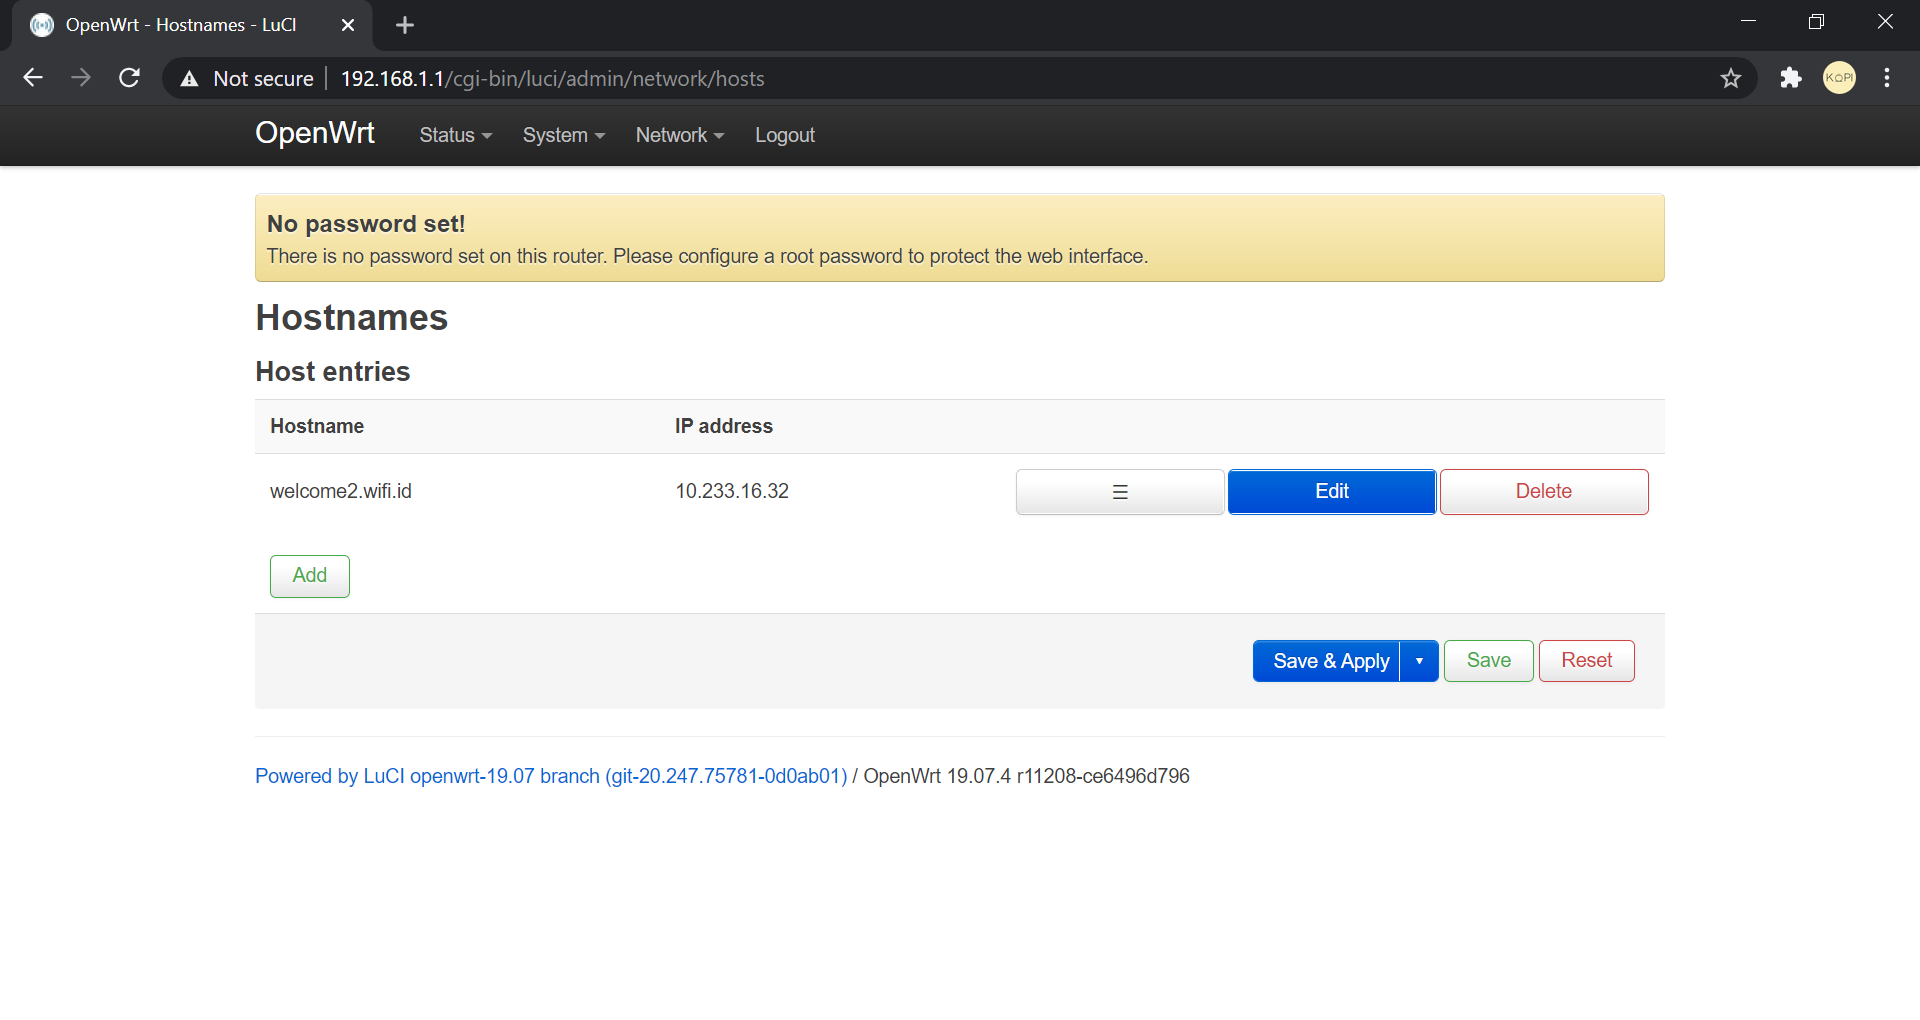 OpenWrt - Hostnames - LuCI
Not secure 192.168.1.1/cgi-bin/luci/admin/network/hosts
KOPI
OpenWrt Status System Network Logout
No password set!
There is no password set on this router. Please configure a root password to protect the web interface.
Hostnames
Host entries
Hostname IP address
welcome2.wifi.id 10.233.16.32 Edit Delete
Add
Save & Apply Save Reset
Powered by LuCI openwrt-19.07 branch (git-20.247.75781-0d0ab01) / OpenWrt 19.07.4 r11208-ce6496d796